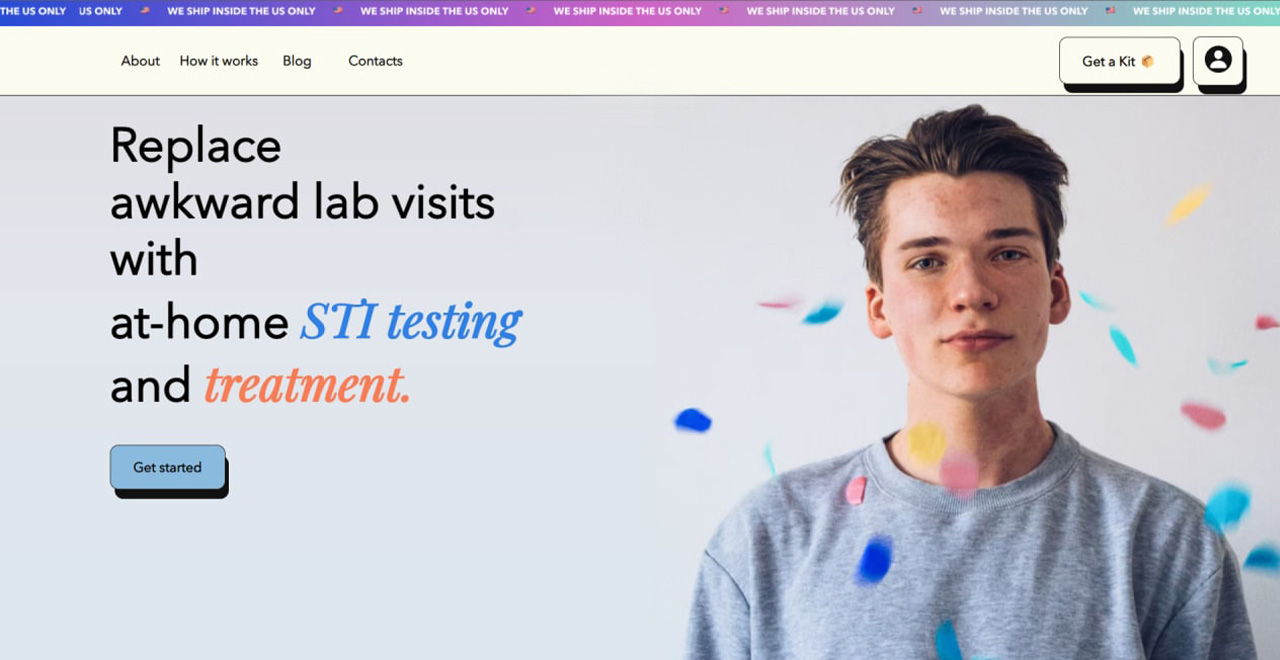 THE US ONLY US ONLY WE SHIP INSIDE THE US ONLY WE SHIP INSIDE THE US ONLY WE SHIP INSIDE THE US ONLY WE SHIP INSIDE THE US ONLY WE SHIP INSIDE THE US ONLY WE SHIP INSIDE THE US ONLY
About How it works Blog Contacts Get a Kit
Replace
awkward lab visits
with
at-home STI testing
and treatment.
Get started